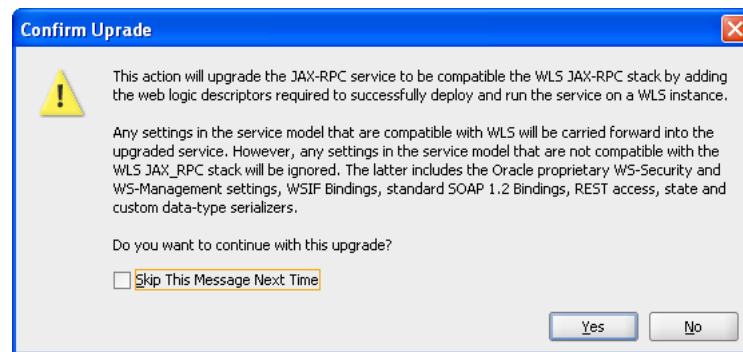 Confirm Uprade
This action will upgrade the JAX-RPC service to be compatible the WLS JAX-RPC stack by adding
the web logic descriptors required to successfully deploy and run the service on a WLS instance.
Any settings in the service model that are compatible with WLS will be carried forward into the
upgraded service. However, any settings in the service model that are not compatible with the
WLS JAX_RPC stack will be ignored. The latter includes the Oracle proprietary WS-Security and
WS-Management settings, WSIF Bindings, standard SOAP 1.2 Bindings, REST access, state and
custom data-type serializers.
Do you want to continue with this upgrade?
Skip This Message Next Time
Yes No